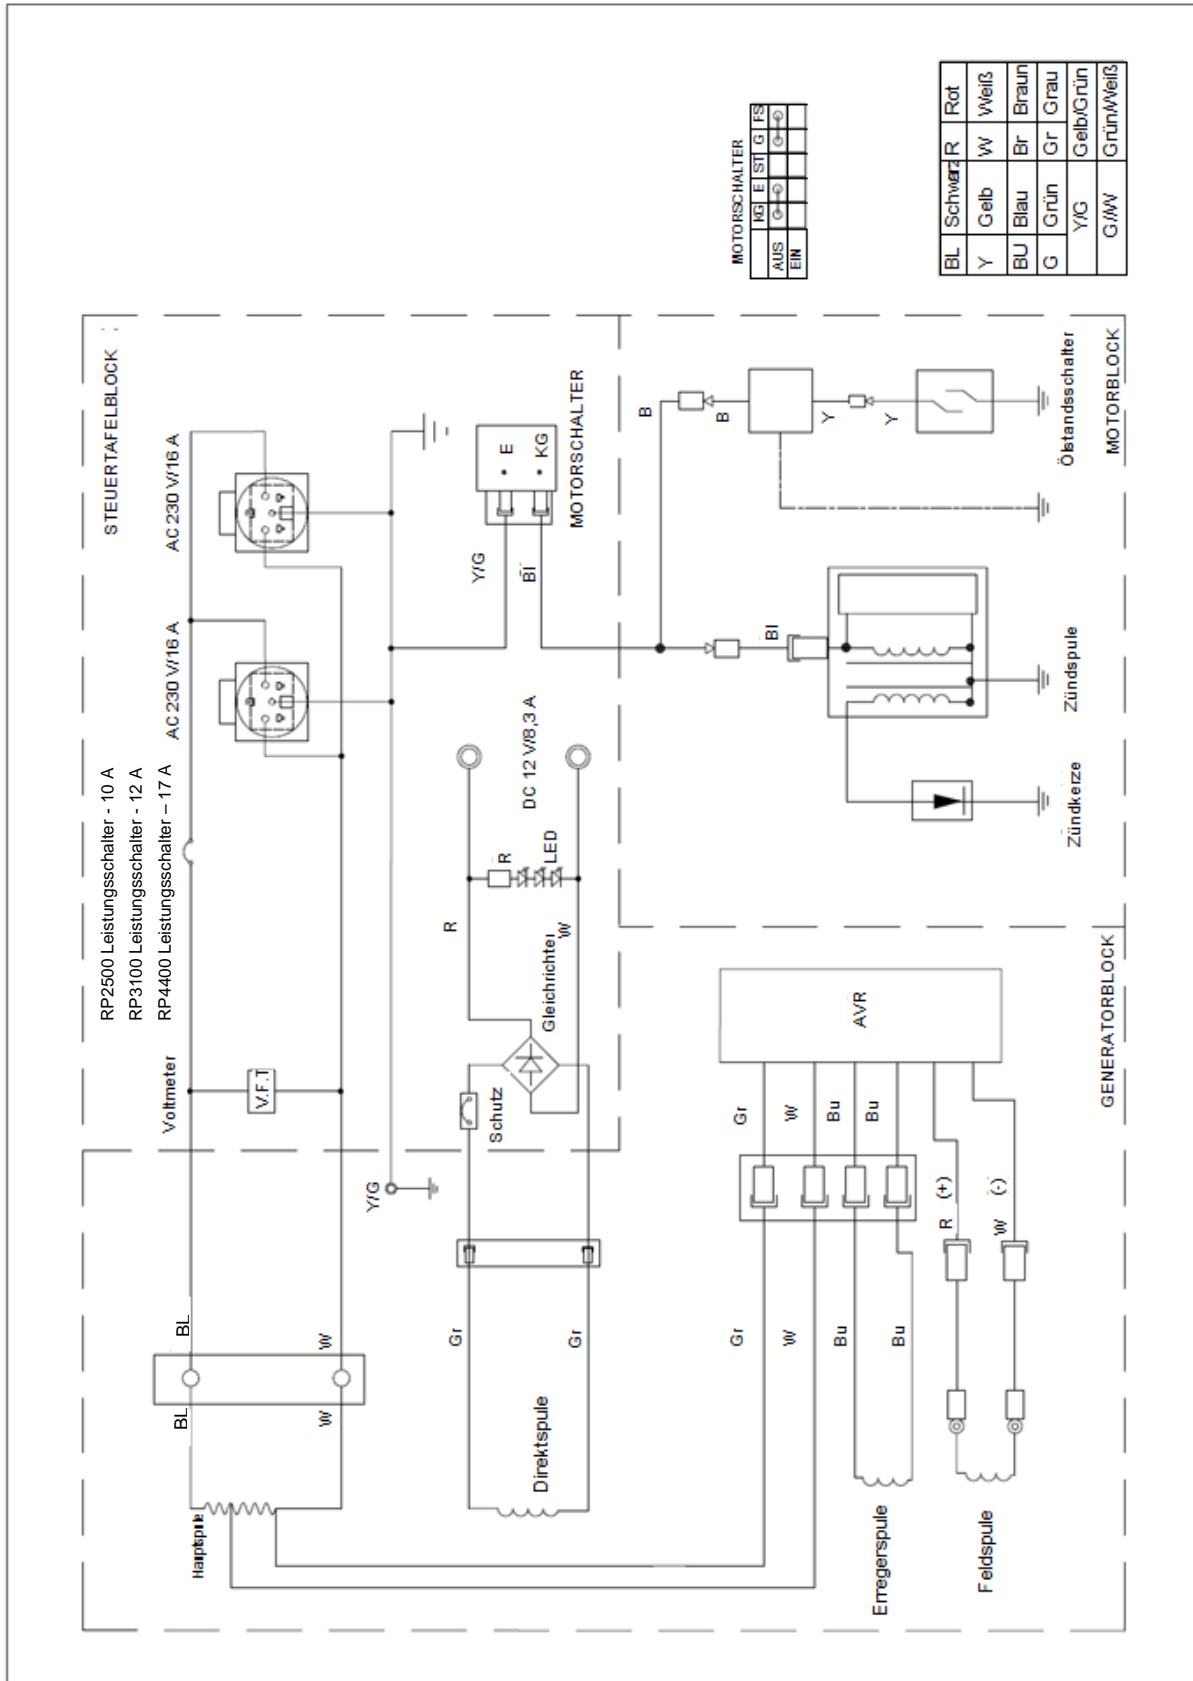 STEUERTAFELBLOCK
AC 230 V/16 A
AC 230 V/16 A
RP2500 Leistungsschalter - 10 A
RP3100 Leistungsschalter - 12 A
RP4400 Leistungsschalter – 17 A
Voltmeter
V.F.T
BL
BL
W
W
Hauptspule
Y/G
Y/G
Bl
E
KG
MOTORSCHALTER
DC 12 V/8,3 A
R
LED
R
W
Gleichrichter
Schutz
Gr
Gr
Direktspule
MOTORSCHALTER
KG E ST G FS
AUS
EIN
BL Schwarz R Rot
Y Gelb W Weiß
BU Blau Br Braun
G Grün Gr Grau
Y/G Gelb/Grün
G/W Grün/Weiß
B
B
Y
Y
Ölstandsschalter
MOTORBLOCK
Bl
Zündspule
Zündkerze
GENERATORBLOCK
AVR
Gr
W
Bu
Bu
R (+)
W (-)
Gr
W
Bu
Bu
Erregerspule
Feldspule